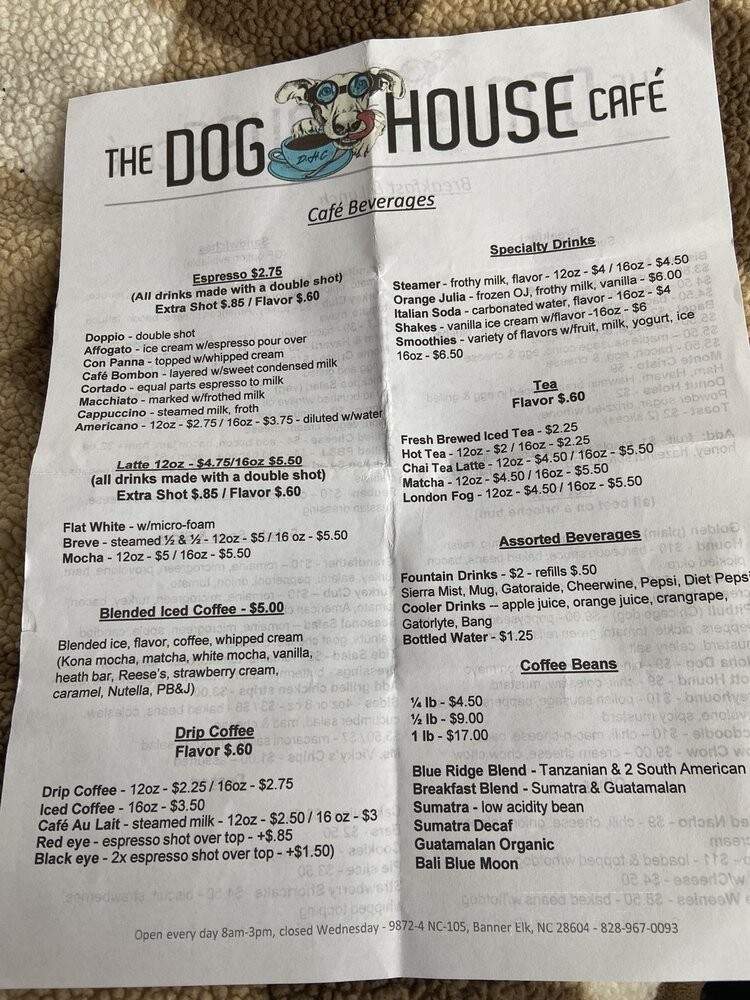 THE DOG HOUSE CAFÉ
DHC
Café Beverages
Espresso $2.75
(All drinks made with a double shot)
Extra Shot $.85 / Flavor $.60
Doppio - double shot
Affogato - ice cream w/espresso pour over
Con Panna - topped w/whipped cream
Café Bombon - layered w/sweet condensed milk
Cortado - equal parts espresso to milk
Macchiato - marked w/frothed milk
Cappuccino - steamed milk, froth
Americano - 12oz - $2.75 / 16oz - $3.75 - diluted w/water
Latte 12oz - $4.75/16oz $5.50
(all drinks made with a double shot)
Extra Shot $.85 / Flavor $.60
Flat White - w/micro-foam
Breve - steamed ½ & ½ - 12oz - $5 / 16 oz - $5.50
Mocha - 12oz - $5 / 16oz - $5.50
Blended Iced Coffee - $5.00
Blended ice, flavor, coffee, whipped cream
(Kona mocha, matcha, white mocha, vanilla,
heath bar, Reese's, strawberry cream,
caramel, Nutella, PB&J)
Drip Coffee
Flavor $.60
Drip Coffee - 12oz - $2.25 / 16oz - $2.75
Iced Coffee - 16oz - $3.50
Café Au Lait - steamed milk - 12oz - $2.50 / 16 oz - $3
Red eye - espresso shot over top - +$.85
Black eye - 2x espresso shot over top - +$1.50)
Specialty Drinks
Steamer - frothy milk, flavor - 12oz - $4 / 16oz - $4.50
Orange Julia - frozen OJ, frothy milk, vanilla - $6.00
Italian Soda - carbonated water, flavor - 16oz - $4
Shakes - vanilla ice cream w/flavor -16oz - $6
Smoothies - variety of flavors w/fruit, milk, yogurt, ice
16oz - $6.50
Tea
Flavor $.60
Fresh Brewed Iced Tea - $2.25
Hot Tea - 12oz - $2 / 16oz - $2.25
Chai Tea Latte - 12oz - $4.50 / 16oz - $5.50
Matcha - 12oz - $4.50 / 16oz - $5.50
London Fog - 12oz - $4.50 / 16oz - $5.50
Assorted Beverages
Fountain Drinks - $2 - refills $.50
Sierra Mist, Mug, Gatoraide, Cheerwine, Pepsi, Diet Pepsi
Cooler Drinks -- apple juice, orange juice, crangrape,
Gatorlyte, Bang
Bottled Water - $1.25
Coffee Beans
¼ lb - $4.50
½ lb - $9.00
1 lb - $17.00
Blue Ridge Blend - Tanzanian & 2 South American
Breakfast Blend - Sumatra & Guatamalan
Sumatra - low acidity bean
Sumatra Decaf
Guatamalan Organic
Bali Blue Moon
Open every day 8am-3pm, closed Wednesday - 9872-4 NC-105, Banner Elk, NC 28604 - 828-967-0093